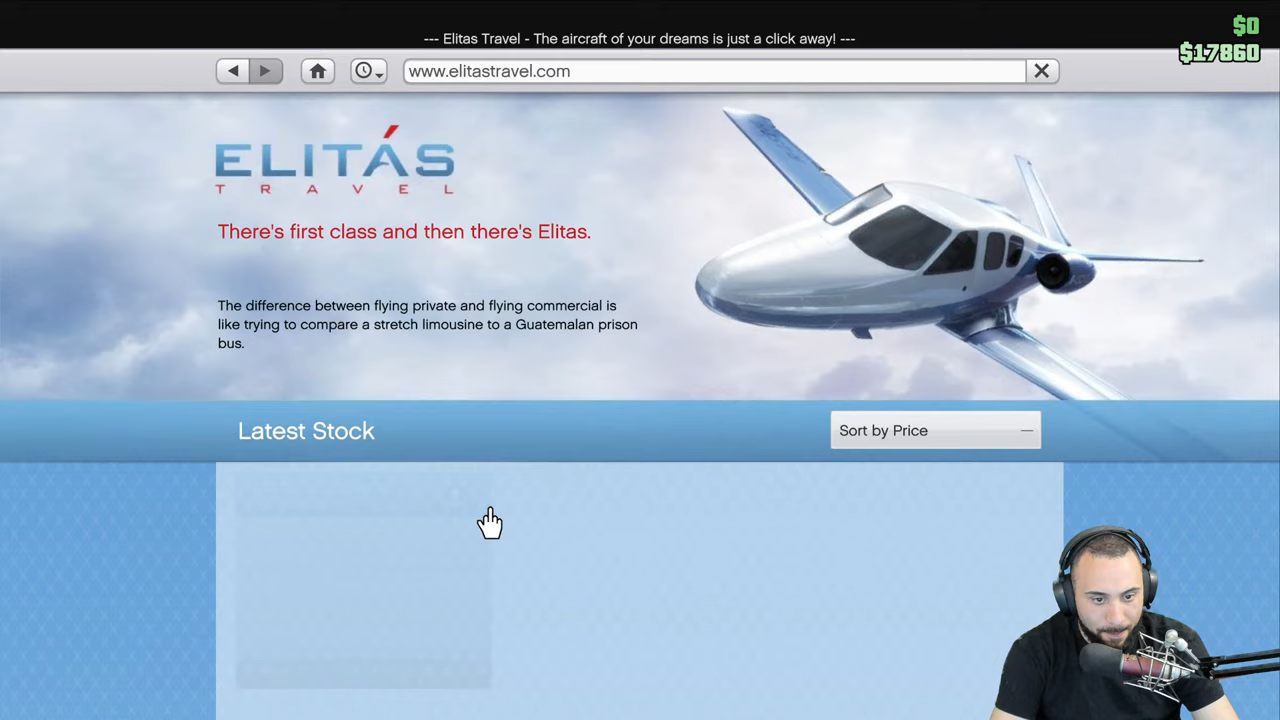 --- Elitas Travel - The aircraft of your dreams is just a click away! ---
$0
$17860
www.elitastravel.com
ELITÁS
TRAVEL
There's first class and then there's Elitas.
The difference between flying private and flying commercial is
like trying to compare a stretch limousine to a Guatemalan prison
bus.
Latest Stock
Sort by Price